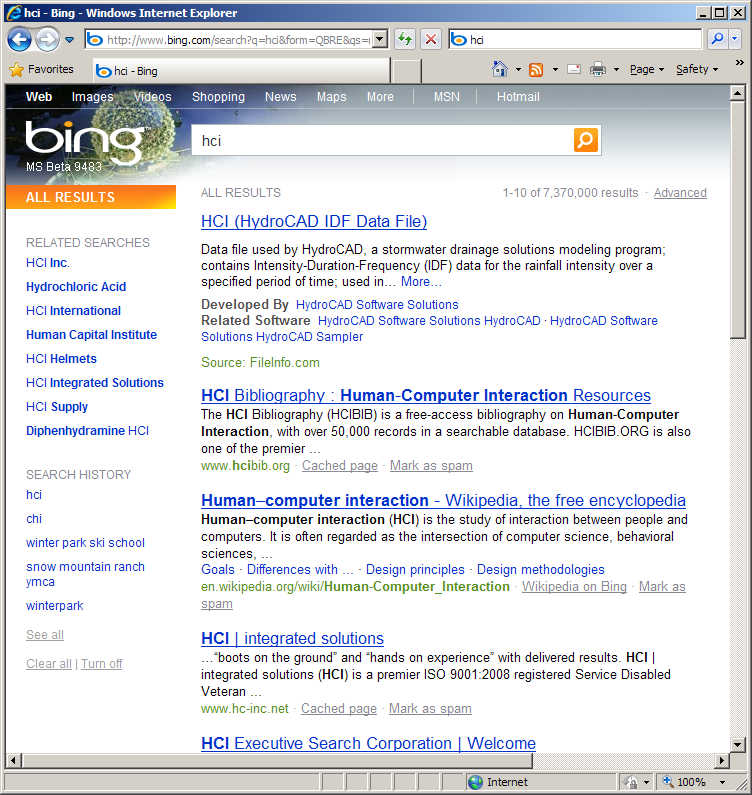 hci - Bing - Windows Internet Explorer
http://www.bing.com/search?q=hci&form=QBRE&qs=
hci
Favorites
hci - Bing
Page
Safety
»
Web Images Videos Shopping News Maps More | MSN | Hotmail
bing™
MS Beta 9483
hci
ALL RESULTS
RELATED SEARCHES
HCI Inc.
Hydrochloric Acid
HCI International
Human Capital Institute
HCI Helmets
HCI Integrated Solutions
HCI Supply
Diphenhydramine HCI
SEARCH HISTORY
hci
chi
winter park ski school
snow mountain ranch
ymca
winterpark
See all
Clear all | Turn off
ALL RESULTS 1-10 of 7,370,000 results · Advanced
HCI (HydroCAD IDF Data File)
Data file used by HydroCAD, a stormwater drainage solutions modeling program;
contains Intensity-Duration-Frequency (IDF) data for the rainfall intensity over a
specified period of time; used in… More…
Developed By HydroCAD Software Solutions
Related Software HydroCAD Software Solutions HydroCAD · HydroCAD Software
Solutions HydroCAD Sampler
Source: FileInfo.com
HCI Bibliography : Human-Computer Interaction Resources
The HCI Bibliography (HCIBIB) is a free-access bibliography on Human-Computer
Interaction, with over 50,000 records in a searchable database. HCIBIB.ORG is also
one of the premier …
www.hcibib.org · Cached page · Mark as spam
Human–computer interaction - Wikipedia, the free encyclopedia
Human–computer interaction (HCI) is the study of interaction between people and
computers. It is often regarded as the intersection of computer science, behavioral
sciences, …
Goals · Differences with … · Design principles · Design methodologies
en.wikipedia.org/wiki/Human-Computer_Interaction · Wikipedia on Bing · Mark as
spam
HCI | integrated solutions
…“boots on the ground” and “hands on experience” with delivered results. HCI |
integrated solutions (HCI) is a premier ISO 9001:2008 registered Service Disabled
Veteran …
www.hc-inc.net · Cached page · Mark as spam
HCI Executive Search Corporation | Welcome
Internet
100%